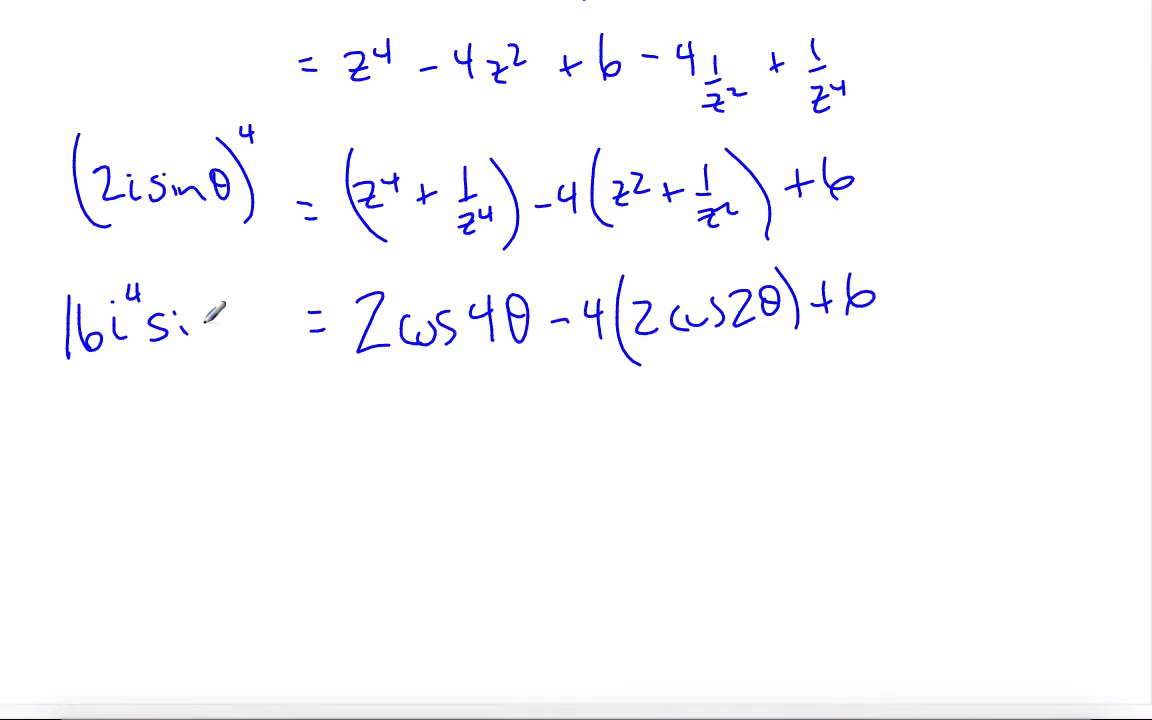 = z⁴ - 4z² + 6 - 4 1/z² + 1/z⁴
(2i sinθ)⁴ = (z⁴ + 1/z⁴) - 4(z² + 1/z²) + 6
16i⁴si = 2cos4θ - 4(2cos2θ) + 6